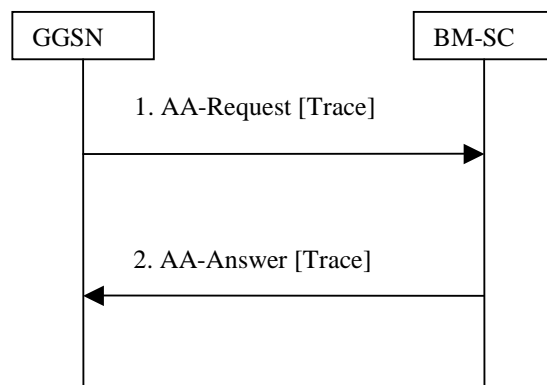 GGSN
BM-SC
1. AA-Request [Trace]
2. AA-Answer [Trace]